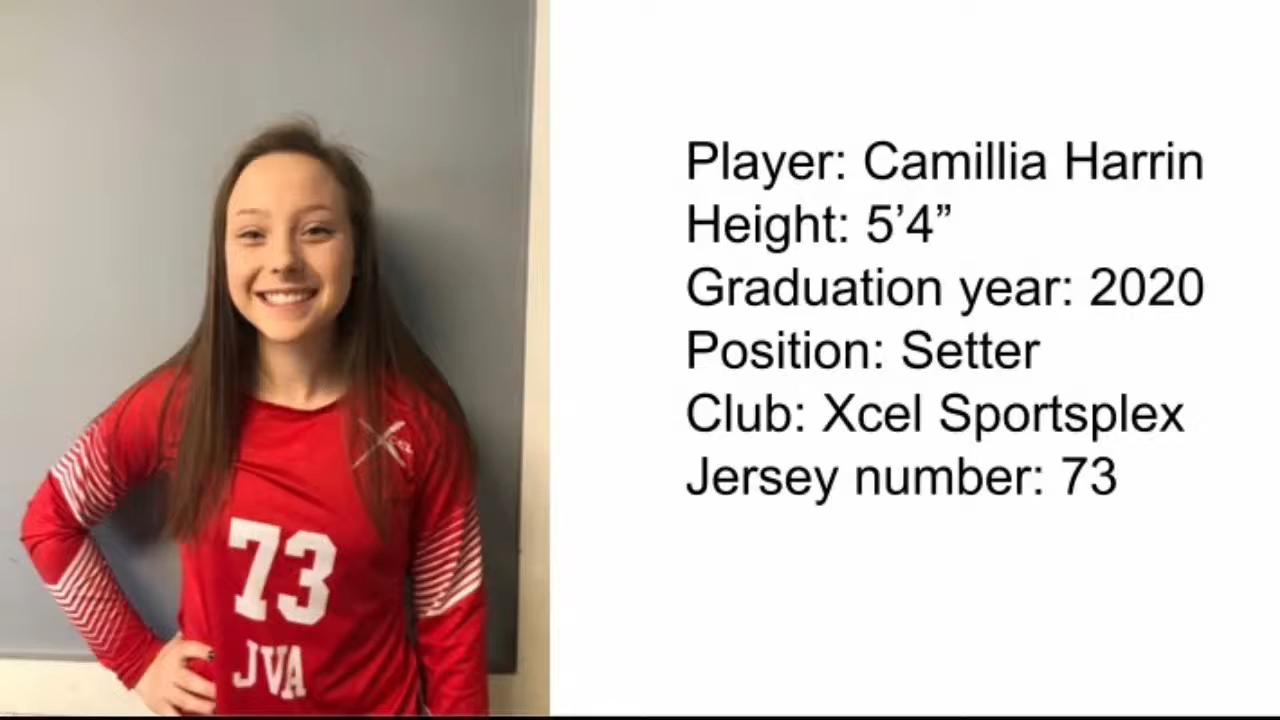 Player: Camillia Harrin
Height: 5’4”
Graduation year: 2020
Position: Setter
Club: Xcel Sportsplex
Jersey number: 73
Xcel
73
JVA